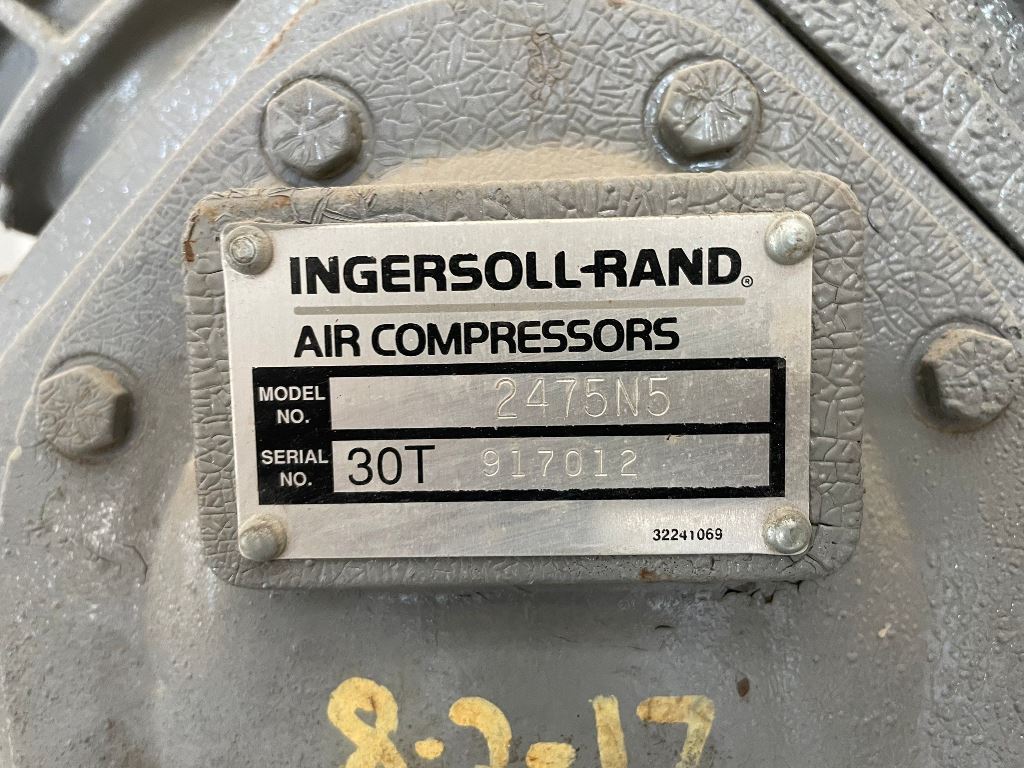 INGERSOLL-RAND®
AIR COMPRESSORS
MODEL NO. 2475N5
SERIAL NO. 30T 917012
32241069
8-2-17